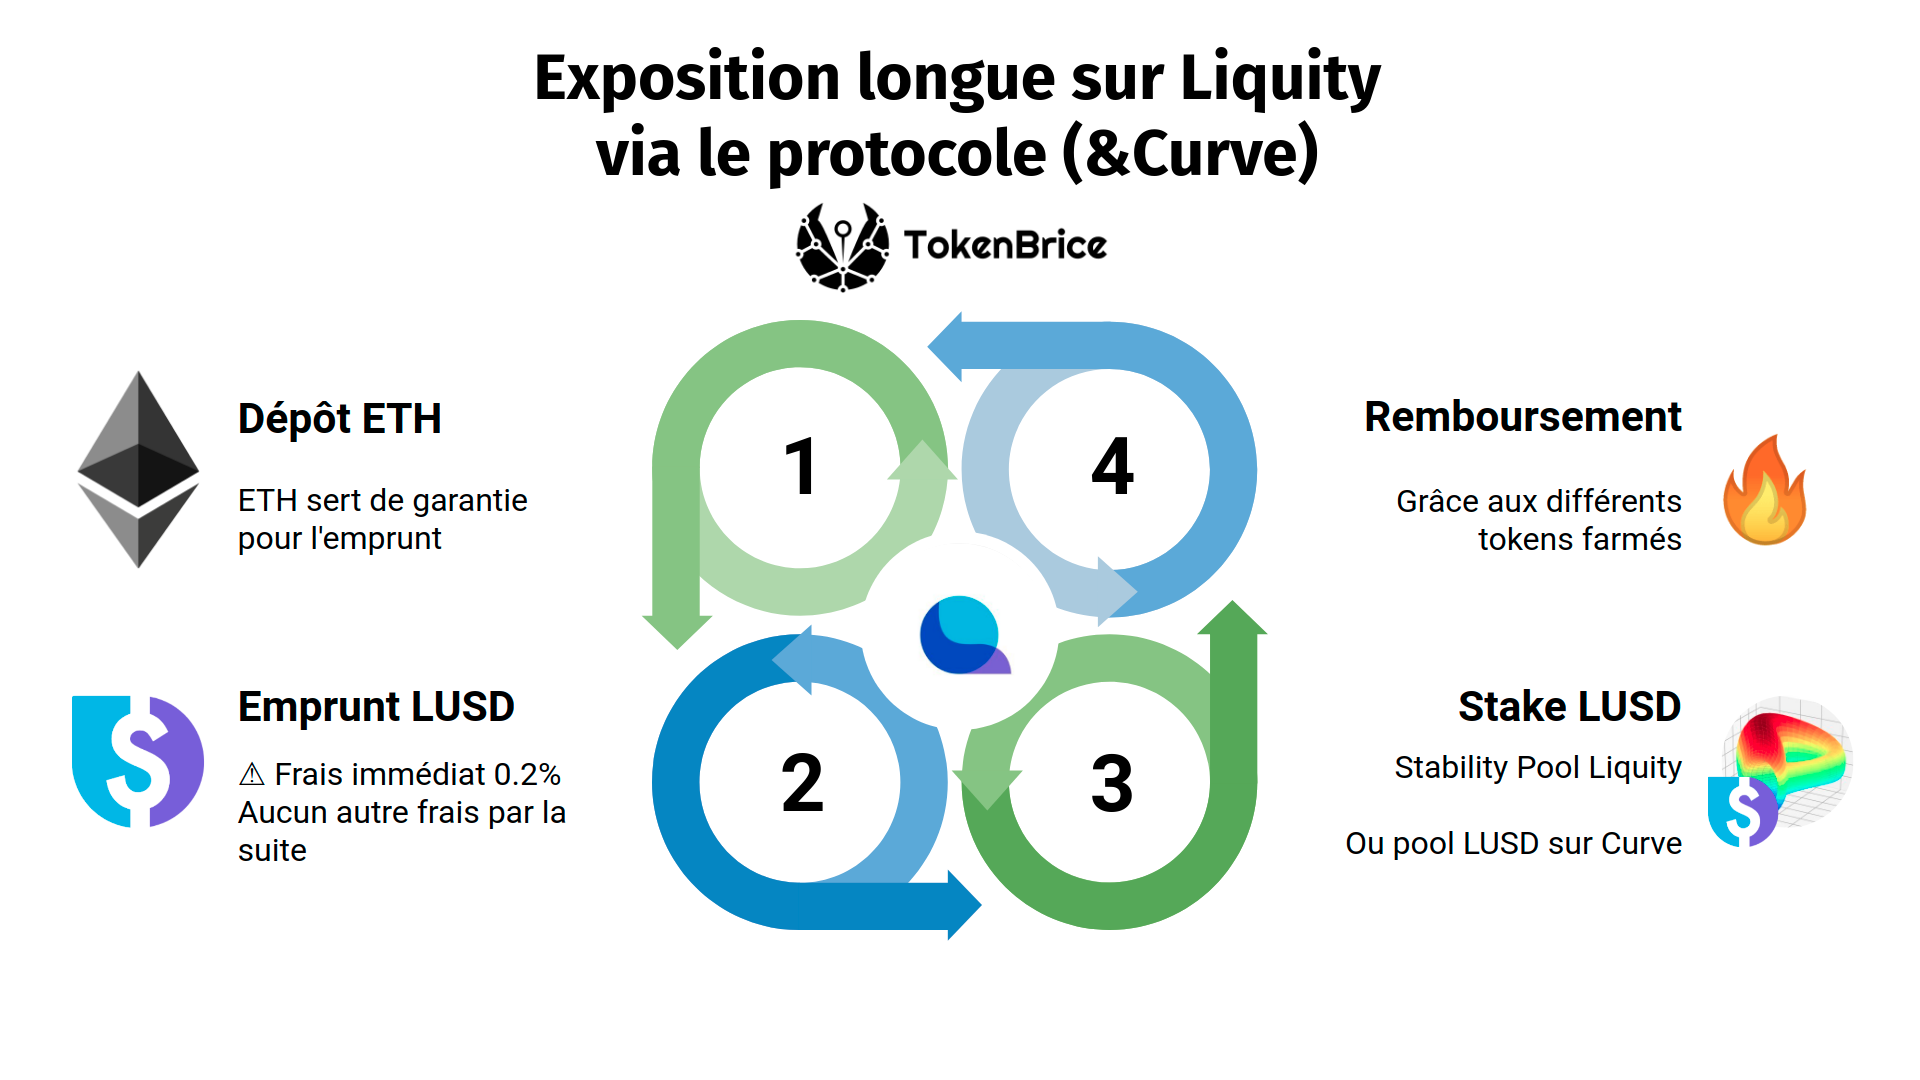 Exposition longue sur Liquity
via le protocole (&Curve)
TokenBrice
1
Dépôt ETH
ETH sert de garantie
pour l'emprunt
2
Emprunt LUSD
⚠ Frais immédiat 0.2%
Aucun autre frais par la
suite
3
Stake LUSD
Stability Pool Liquity
Ou pool LUSD sur Curve
4
Remboursement
Grâce aux différents
tokens farmés